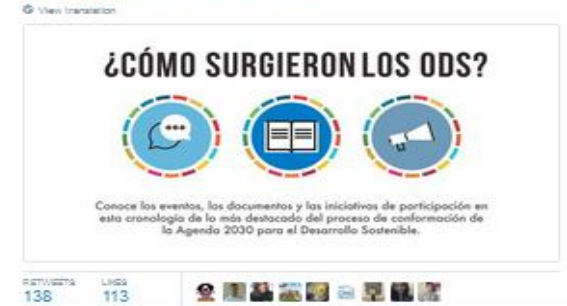 View translation
¿CÓMO SURGIERON LOS ODS?
Conoce los eventos, los documentos y las iniciativas de participación en
esta cronología de lo más destacado del proceso de conformación de
la Agenda 2030 para el Desarrollo Sostenible.
RETWEETS LIKES
138 113